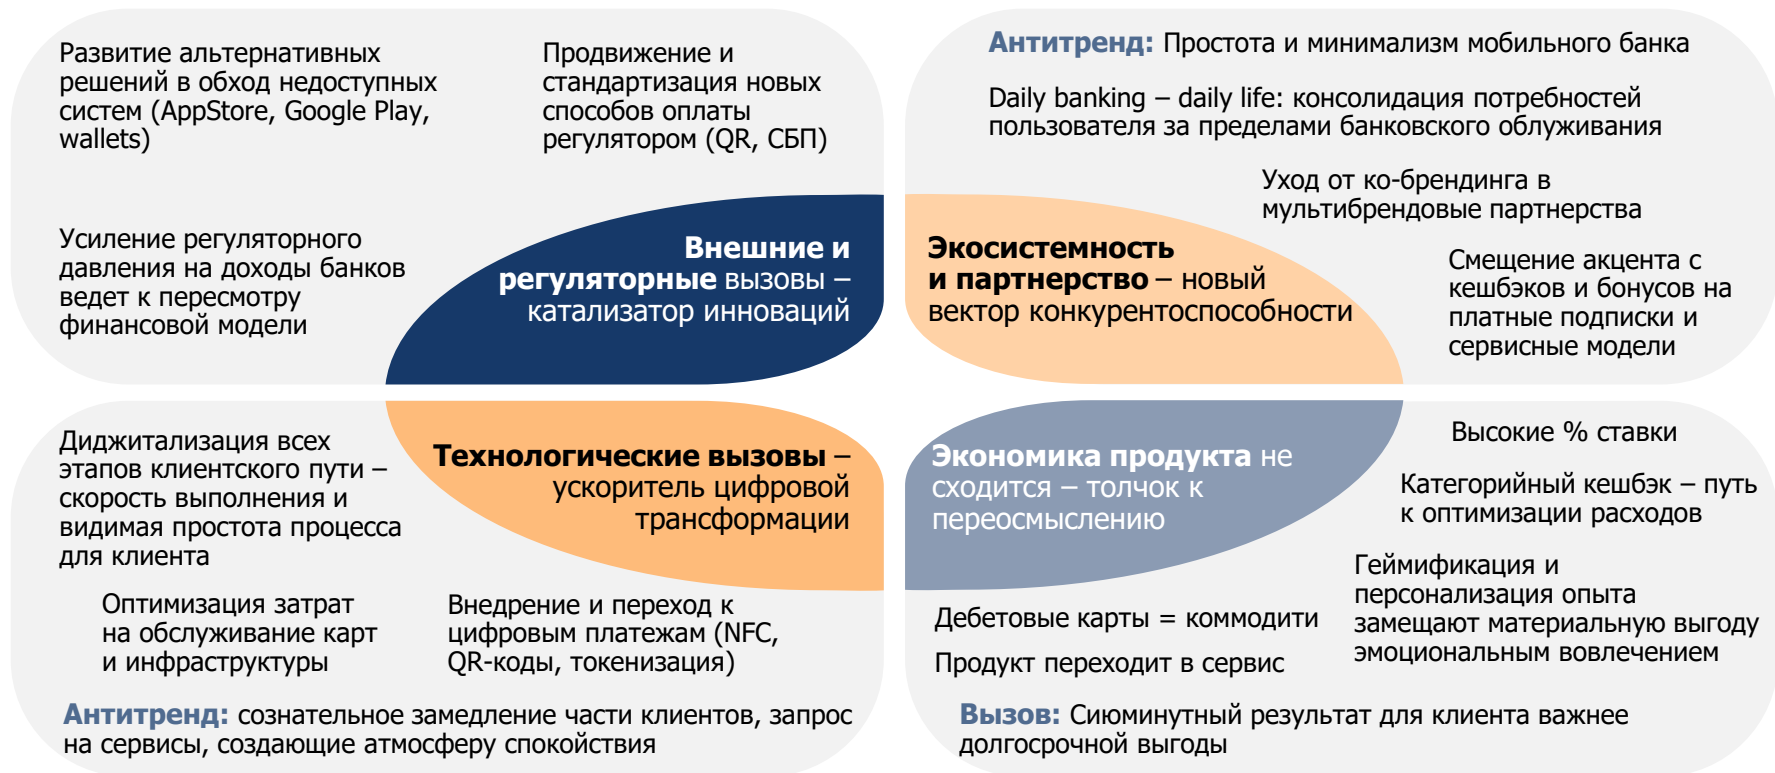 Развитие альтернативных
решений в обход недоступных
систем (AppStore, Google Play,
wallets)
Продвижение и
стандартизация новых
способов оплаты
регулятором (QR, СБП)
Усиление регуляторного
давления на доходы банков
ведет к пересмотру
финансовой модели
Внешние и
регуляторные вызовы –
катализатор инноваций
Антитренд: Простота и минимализм мобильного банка
Daily banking – daily life: консолидация потребностей
пользователя за пределами банковского облуживания
Уход от ко-брендинга в
мультибрендовые партнерства
Экосистемность
и партнерство – новый
вектор конкурентоспособности
Смещение акцента с
кешбэков и бонусов на
платные подписки и
сервисные модели
Диджитализация всех
этапов клиентского пути –
скорость выполнения и
видимая простота процесса
для клиента
Технологические вызовы –
ускоритель цифровой
трансформации
Оптимизация затрат
на обслуживание карт
и инфраструктуры
Внедрение и переход к
цифровым платежам (NFC,
QR-коды, токенизация)
Антитренд: сознательное замедление части клиентов, запрос
на сервисы, создающие атмосферу спокойствия
Экономика продукта не
сходится – толчок к
переосмыслению
Высокие % ставки
Категорийный кешбэк – путь
к оптимизации расходов
Геймификация и
персонализация опыта
замещают материальную выгоду
эмоциональным вовлечением
Дебетовые карты = коммодити
Продукт переходит в сервис
Вызов: Сиюминутный результат для клиента важнее
долгосрочной выгоды